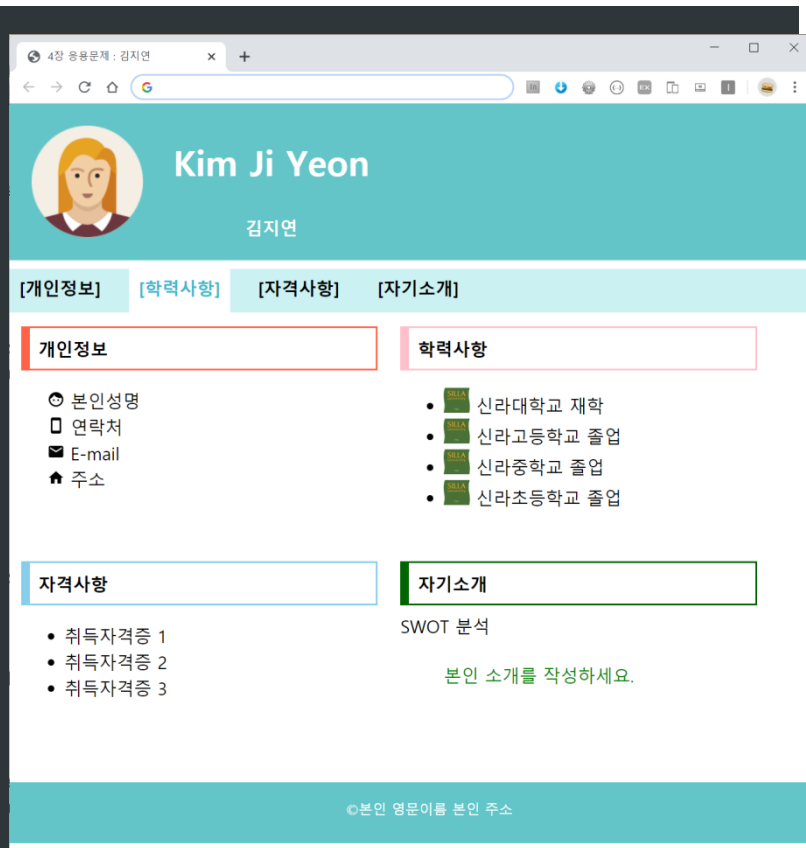 4장 응용문제 : 김지연
Kim Ji Yeon
김지연
[개인정보] [학력사항] [자격사항] [자기소개]
개인정보
본인성명
연락처
E-mail
주소
학력사항
SILLA 신라대학교 재학
SILLA 신라고등학교 졸업
SILLA 신라중학교 졸업
SILLA 신라초등학교 졸업
자격사항
취득자격증 1
취득자격증 2
취득자격증 3
자기소개
SWOT 분석
본인 소개를 작성하세요.
©본인 영문이름 본인 주소